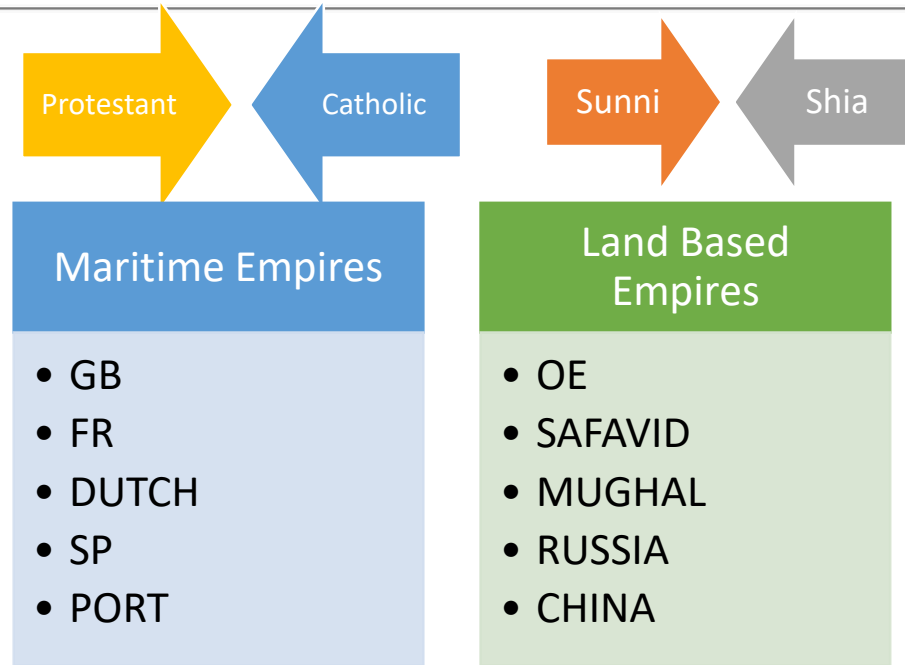 Protestant
Catholic
Sunni
Shia
Maritime Empires
• GB
• FR
• DUTCH
• SP
• PORT
Land Based
Empires
• OE
• SAFAVID
• MUGHAL
• RUSSIA
• CHINA